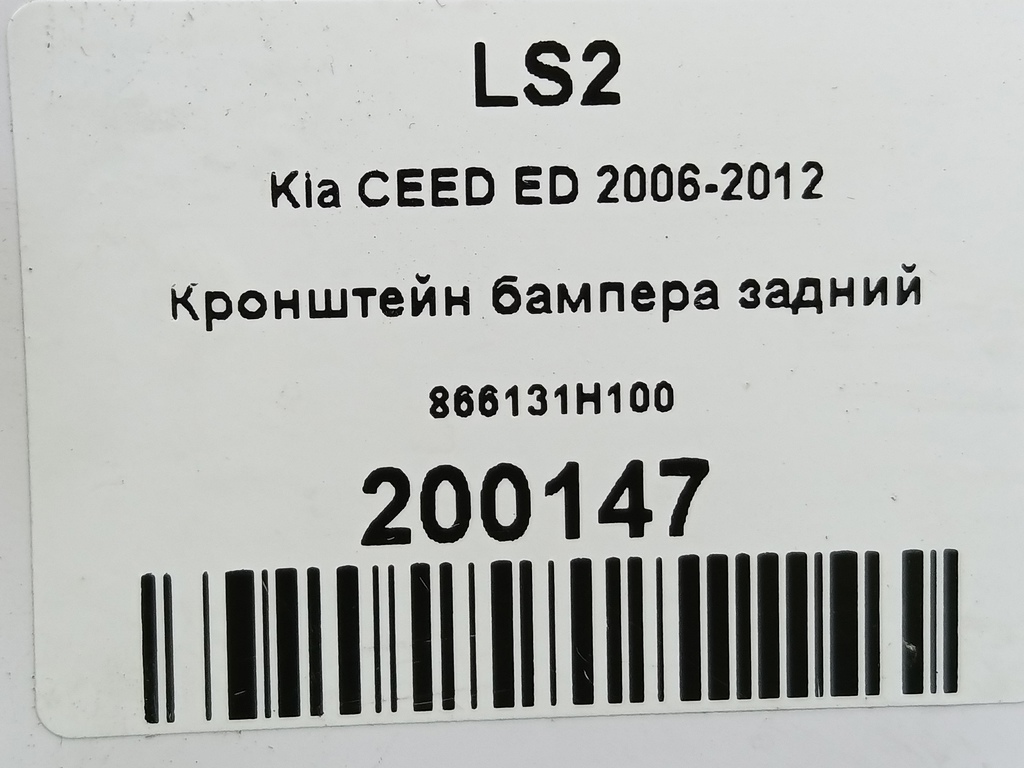 LS2
Kia CEED ED 2006-2012
Кронштейн бампера задний
866131H100
200147